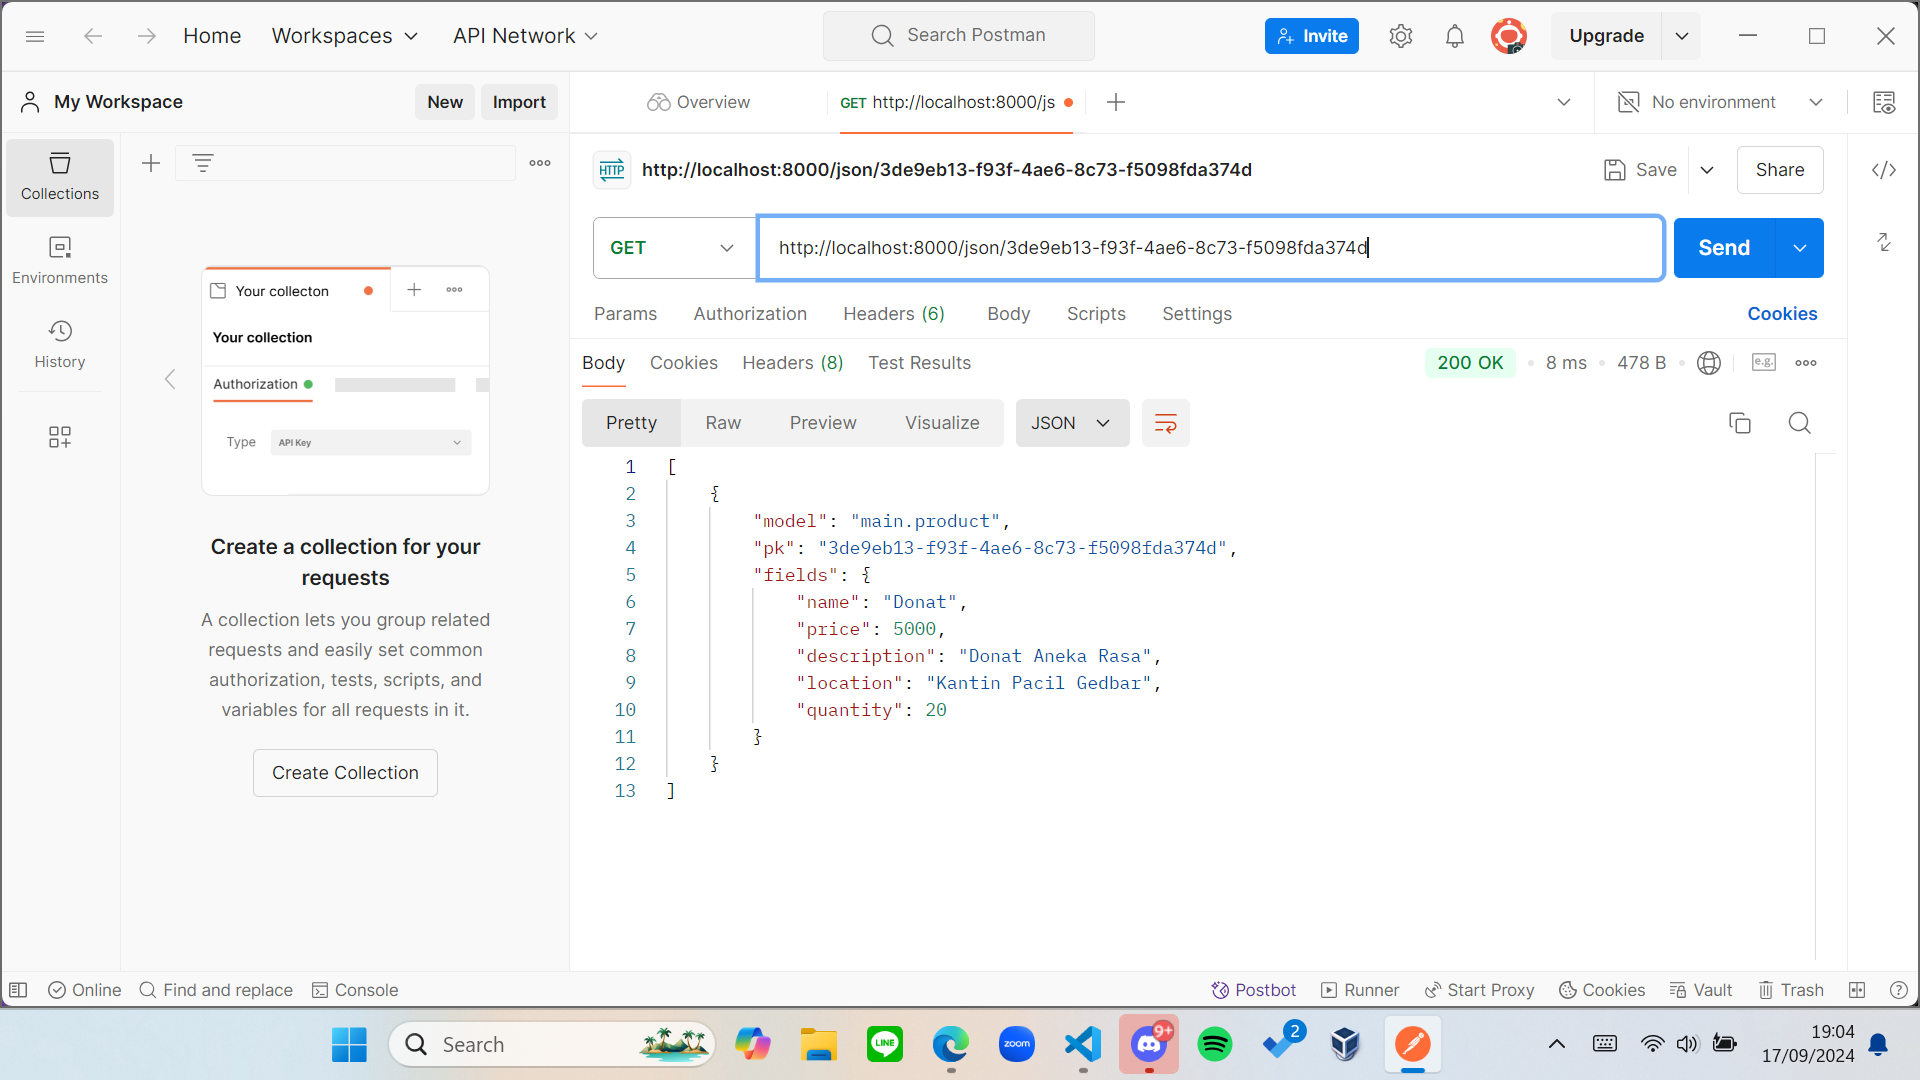 Home Workspaces API Network Search Postman Invite Upgrade
My Workspace New Import Overview GET http://localhost:8000/js No environment
Collections
Environments
History
Your collecton
Your collection
Authorization
Type API Key
Create a collection for your
requests
A collection lets you group related
requests and easily set common
authorization, tests, scripts, and
variables for all requests in it.
Create Collection
HTTP http://localhost:8000/json/3de9eb13-f93f-4ae6-8c73-f5098fda374d Save Share </>
GET http://localhost:8000/json/3de9eb13-f93f-4ae6-8c73-f5098fda374d Send
Params Authorization Headers (6) Body Scripts Settings Cookies
Body Cookies Headers (8) Test Results 200 OK • 8 ms • 478 B • e.g.
Pretty Raw Preview Visualize JSON
1 [
2 {
3 "model": "main.product",
4 "pk": "3de9eb13-f93f-4ae6-8c73-f5098fda374d",
5 "fields": {
6 "name": "Donat",
7 "price": 5000,
8 "description": "Donat Aneka Rasa",
9 "location": "Kantin Pacil Gedbar",
10 "quantity": 20
11 }
12 }
13 ]
Online Find and replace Console Postbot Runner Start Proxy Cookies Vault Trash
Search LINE zoom 9+ 2 19:04
17/09/2024